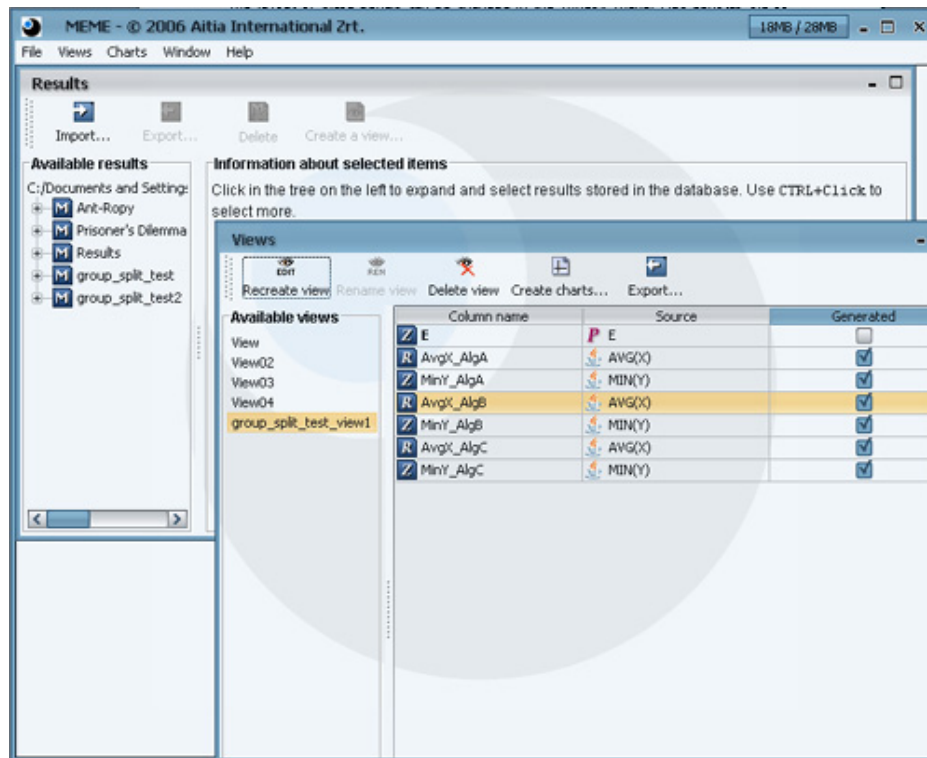 MEME - © 2006 Aitia International Zrt.
18MB / 28MB
File Views Charts Window Help
Results
Import... Export... Delete Create a view...
Available results
C:/Documents and Setting:
M Ant-Ropy
M Prisoner's Dilemma
M Results
M group_split_test
M group_split_test2
Information about selected items
Click in the tree on the left to expand and select results stored in the database. Use CTRL+Click to
select more.
Views
EDIT REN
Recreate view Rename view Delete view Create charts... Export...
Available views
View
View02
View03
View04
group_split_test_view1
Column name Source Generated
Z E P E
R AvgX_AlgA AVG(X)
Z MinY_AlgA MIN(Y)
R AvgX_AlgB AVG(X)
Z MinY_AlgB MIN(Y)
R AvgX_AlgC AVG(X)
Z MinY_AlgC MIN(Y)